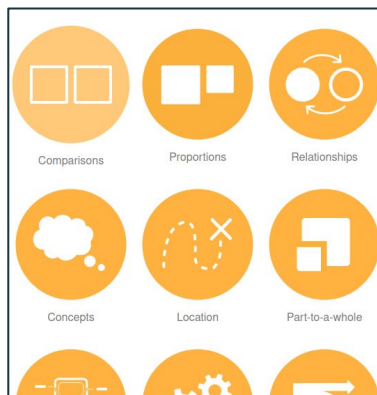 Comparisons
Proportions
Relationships
Concepts
Location
Part-to-a-whole